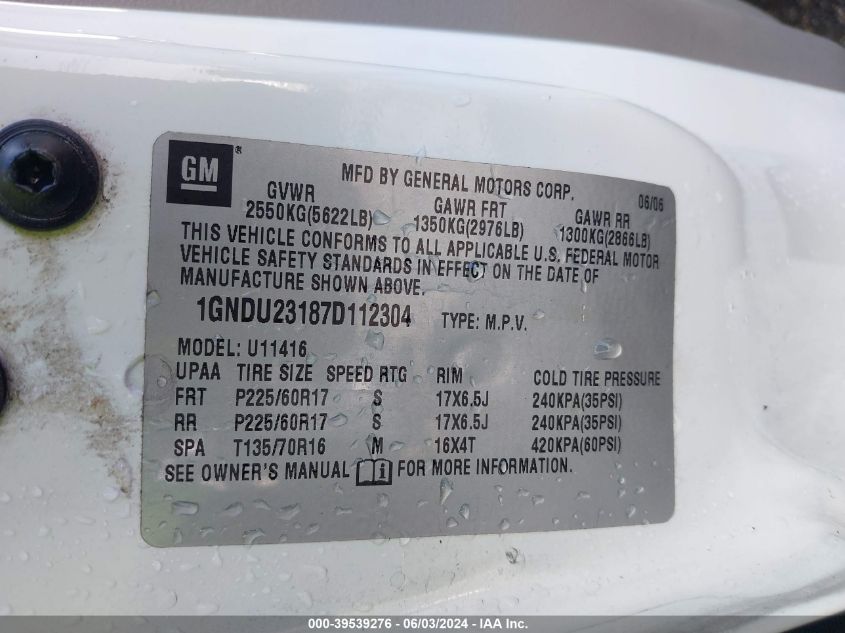 GM ®
MFD BY GENERAL MOTORS CORP. 06/06
GVWR GAWR FRT GAWR RR
2550KG(5622LB) 1350KG(2976LB) 1300KG(2866LB)
THIS VEHICLE CONFORMS TO ALL APPLICABLE U.S. FEDERAL MOTOR
VEHICLE SAFETY STANDARDS IN EFFECT ON THE DATE OF
MANUFACTURE SHOWN ABOVE.
1GNDU23187D112304 TYPE: M.P.V.
MODEL: U11416
UPAA TIRE SIZE SPEED RTG RIM COLD TIRE PRESSURE
FRT P225/60R17 S 17X6.5J 240KPA(35PSI)
RR P225/60R17 S 17X6.5J 240KPA(35PSI)
SPA T135/70R16 M 16X4T 420KPA(60PSI)
SEE OWNER'S MANUAL i FOR MORE INFORMATION.
000-39539276 - 06/03/2024 - IAAI.com